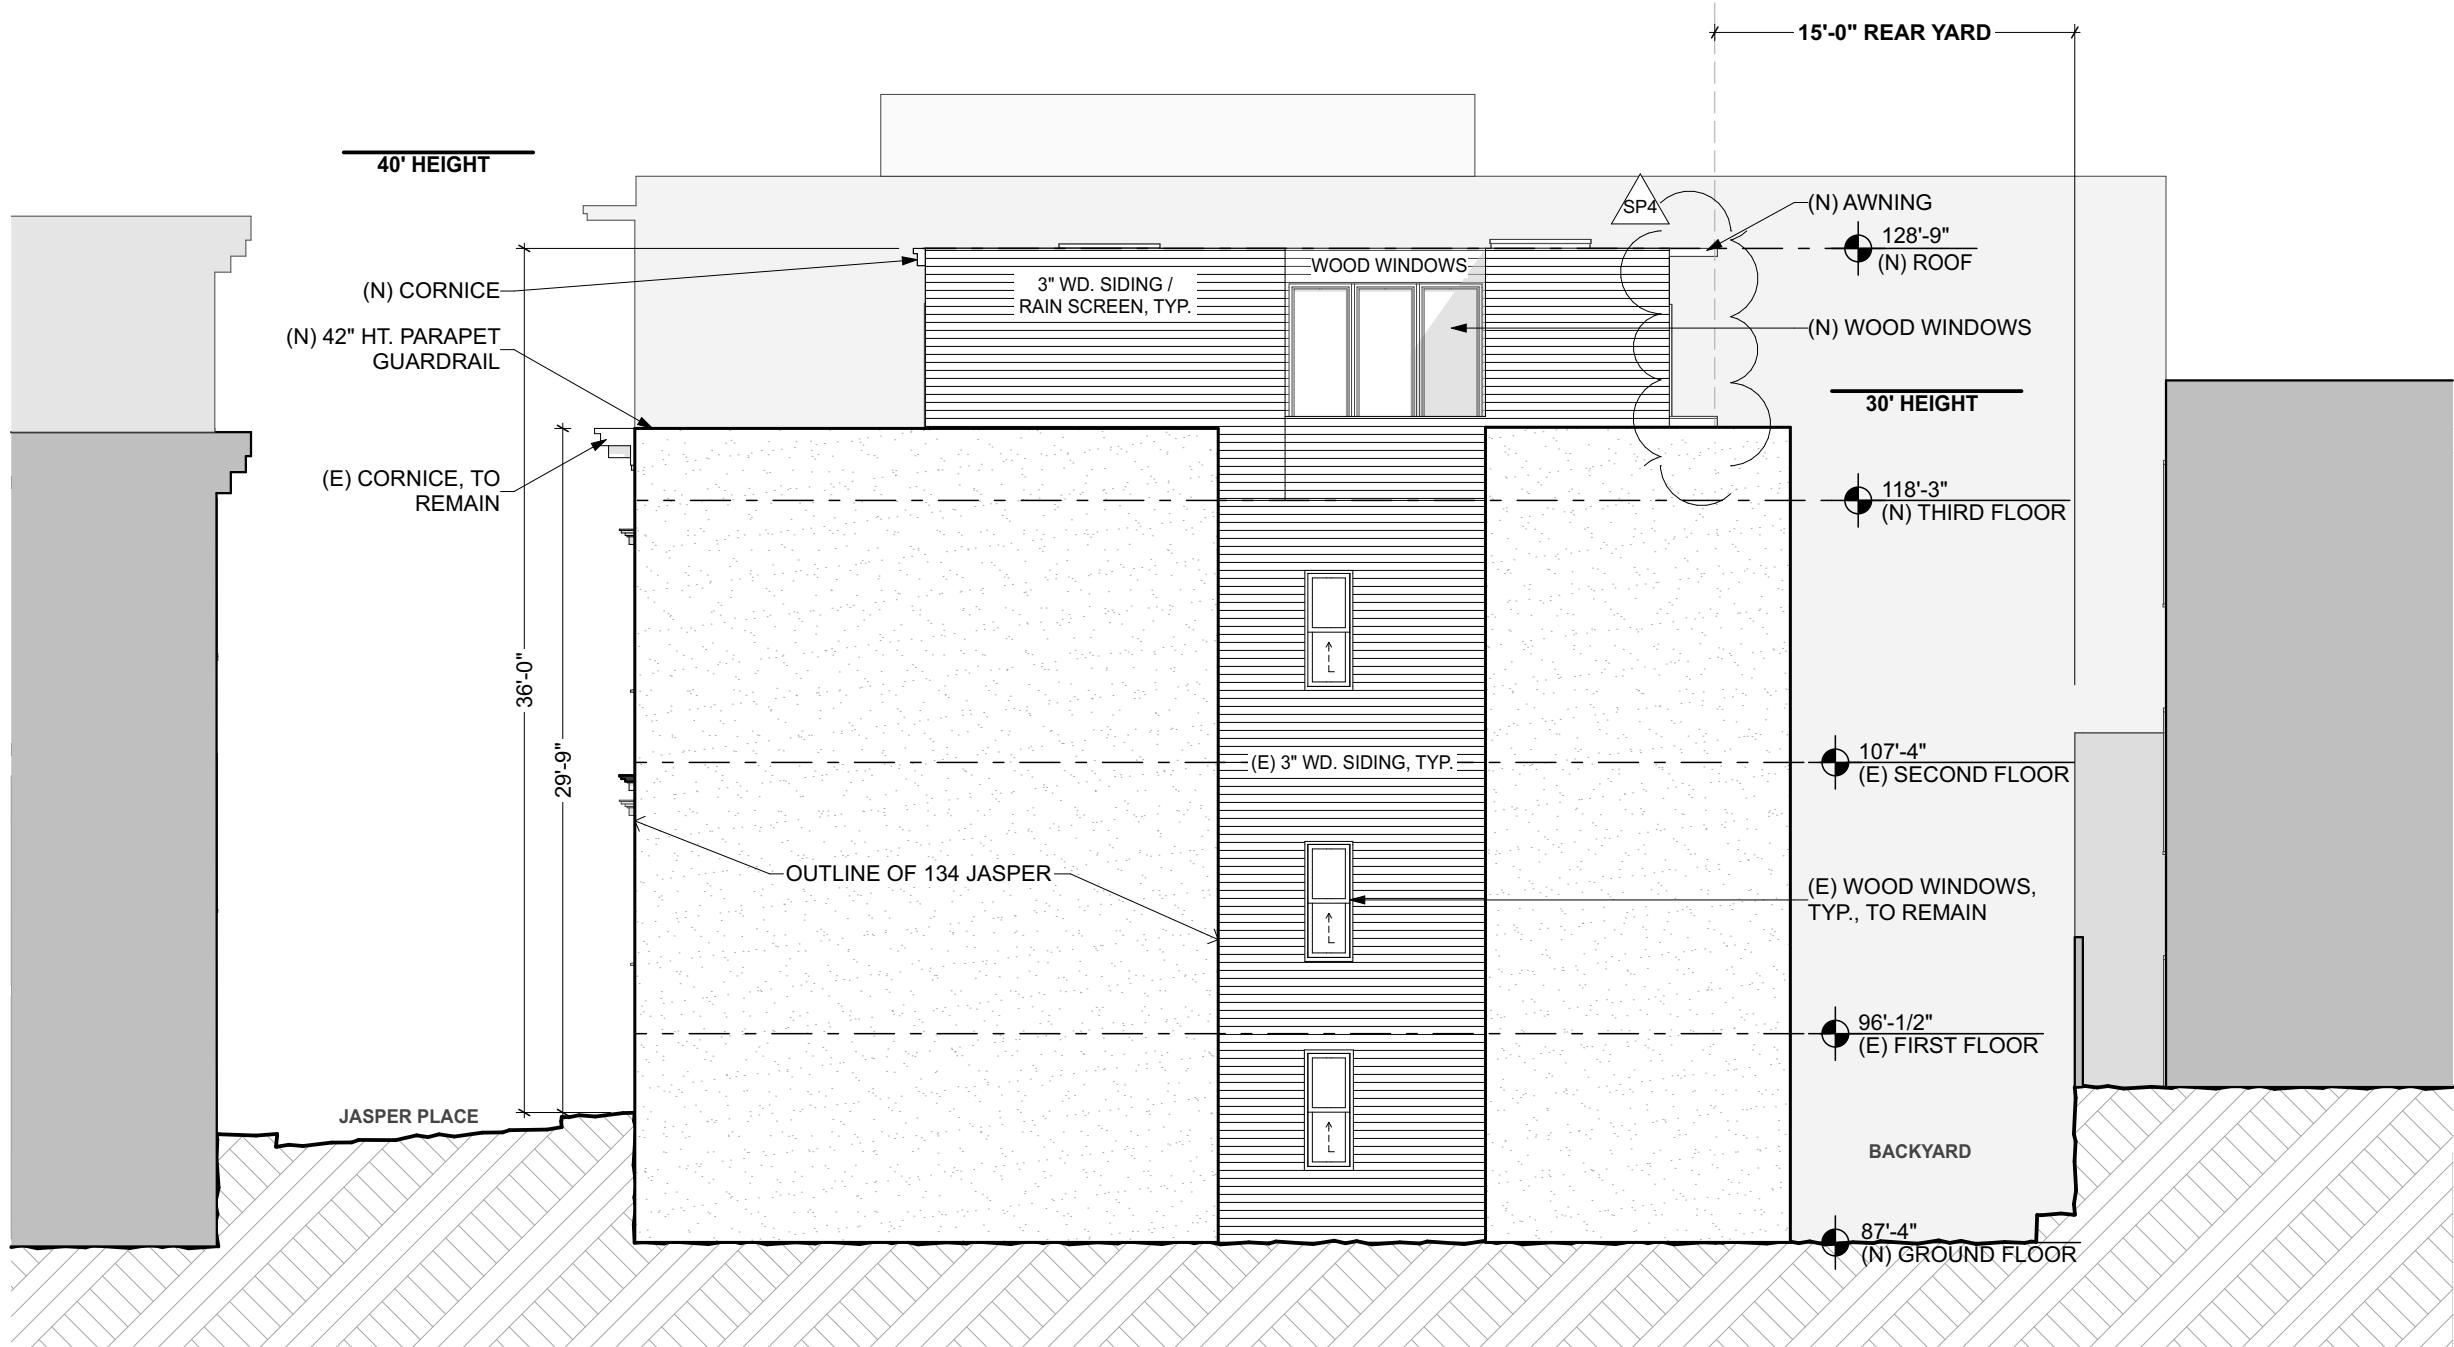 15'-0" REAR YARD
40' HEIGHT
SP4
(N) AWNING
128'-9"
(N) ROOF
WOOD WINDOWS
3" WD. SIDING /
RAIN SCREEN, TYP.
(N) CORNICE
(N) WOOD WINDOWS
(N) 42" HT. PARAPET
GUARDRAIL
30' HEIGHT
(E) CORNICE, TO
REMAIN
118'-3"
(N) THIRD FLOOR
36'-0"
29'-9"
107'-4"
(E) SECOND FLOOR
(E) 3" WD. SIDING, TYP.
OUTLINE OF 134 JASPER
(E) WOOD WINDOWS,
TYP., TO REMAIN
96'-1/2"
(E) FIRST FLOOR
JASPER PLACE
BACKYARD
87'-4"
(N) GROUND FLOOR